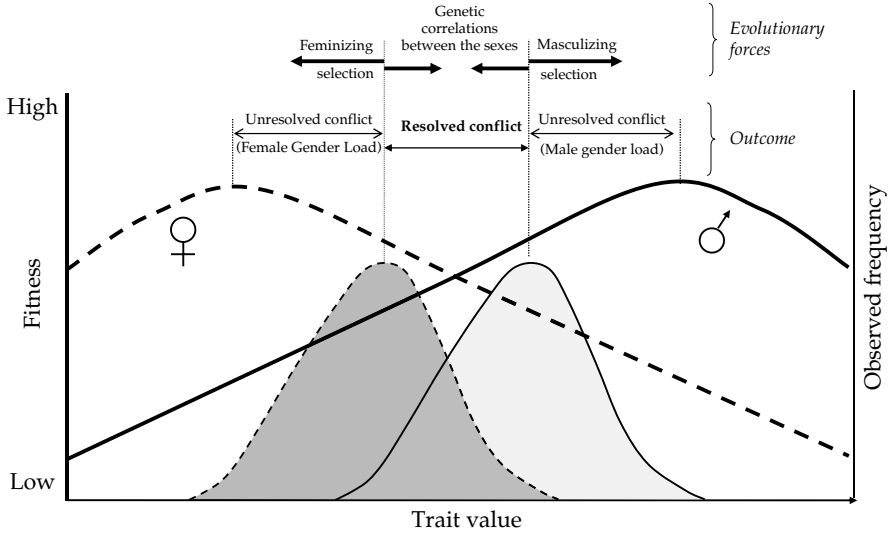 Genetic
correlations
between the sexes
Feminizing
selection
Masculizing
selection
Evolutionary
forces
High
Unresolved conflict
(Female Gender Load)
Resolved conflict
Unresolved conflict
(Male gender load)
Outcome
Fitness
Observed frequency
Low
Trait value